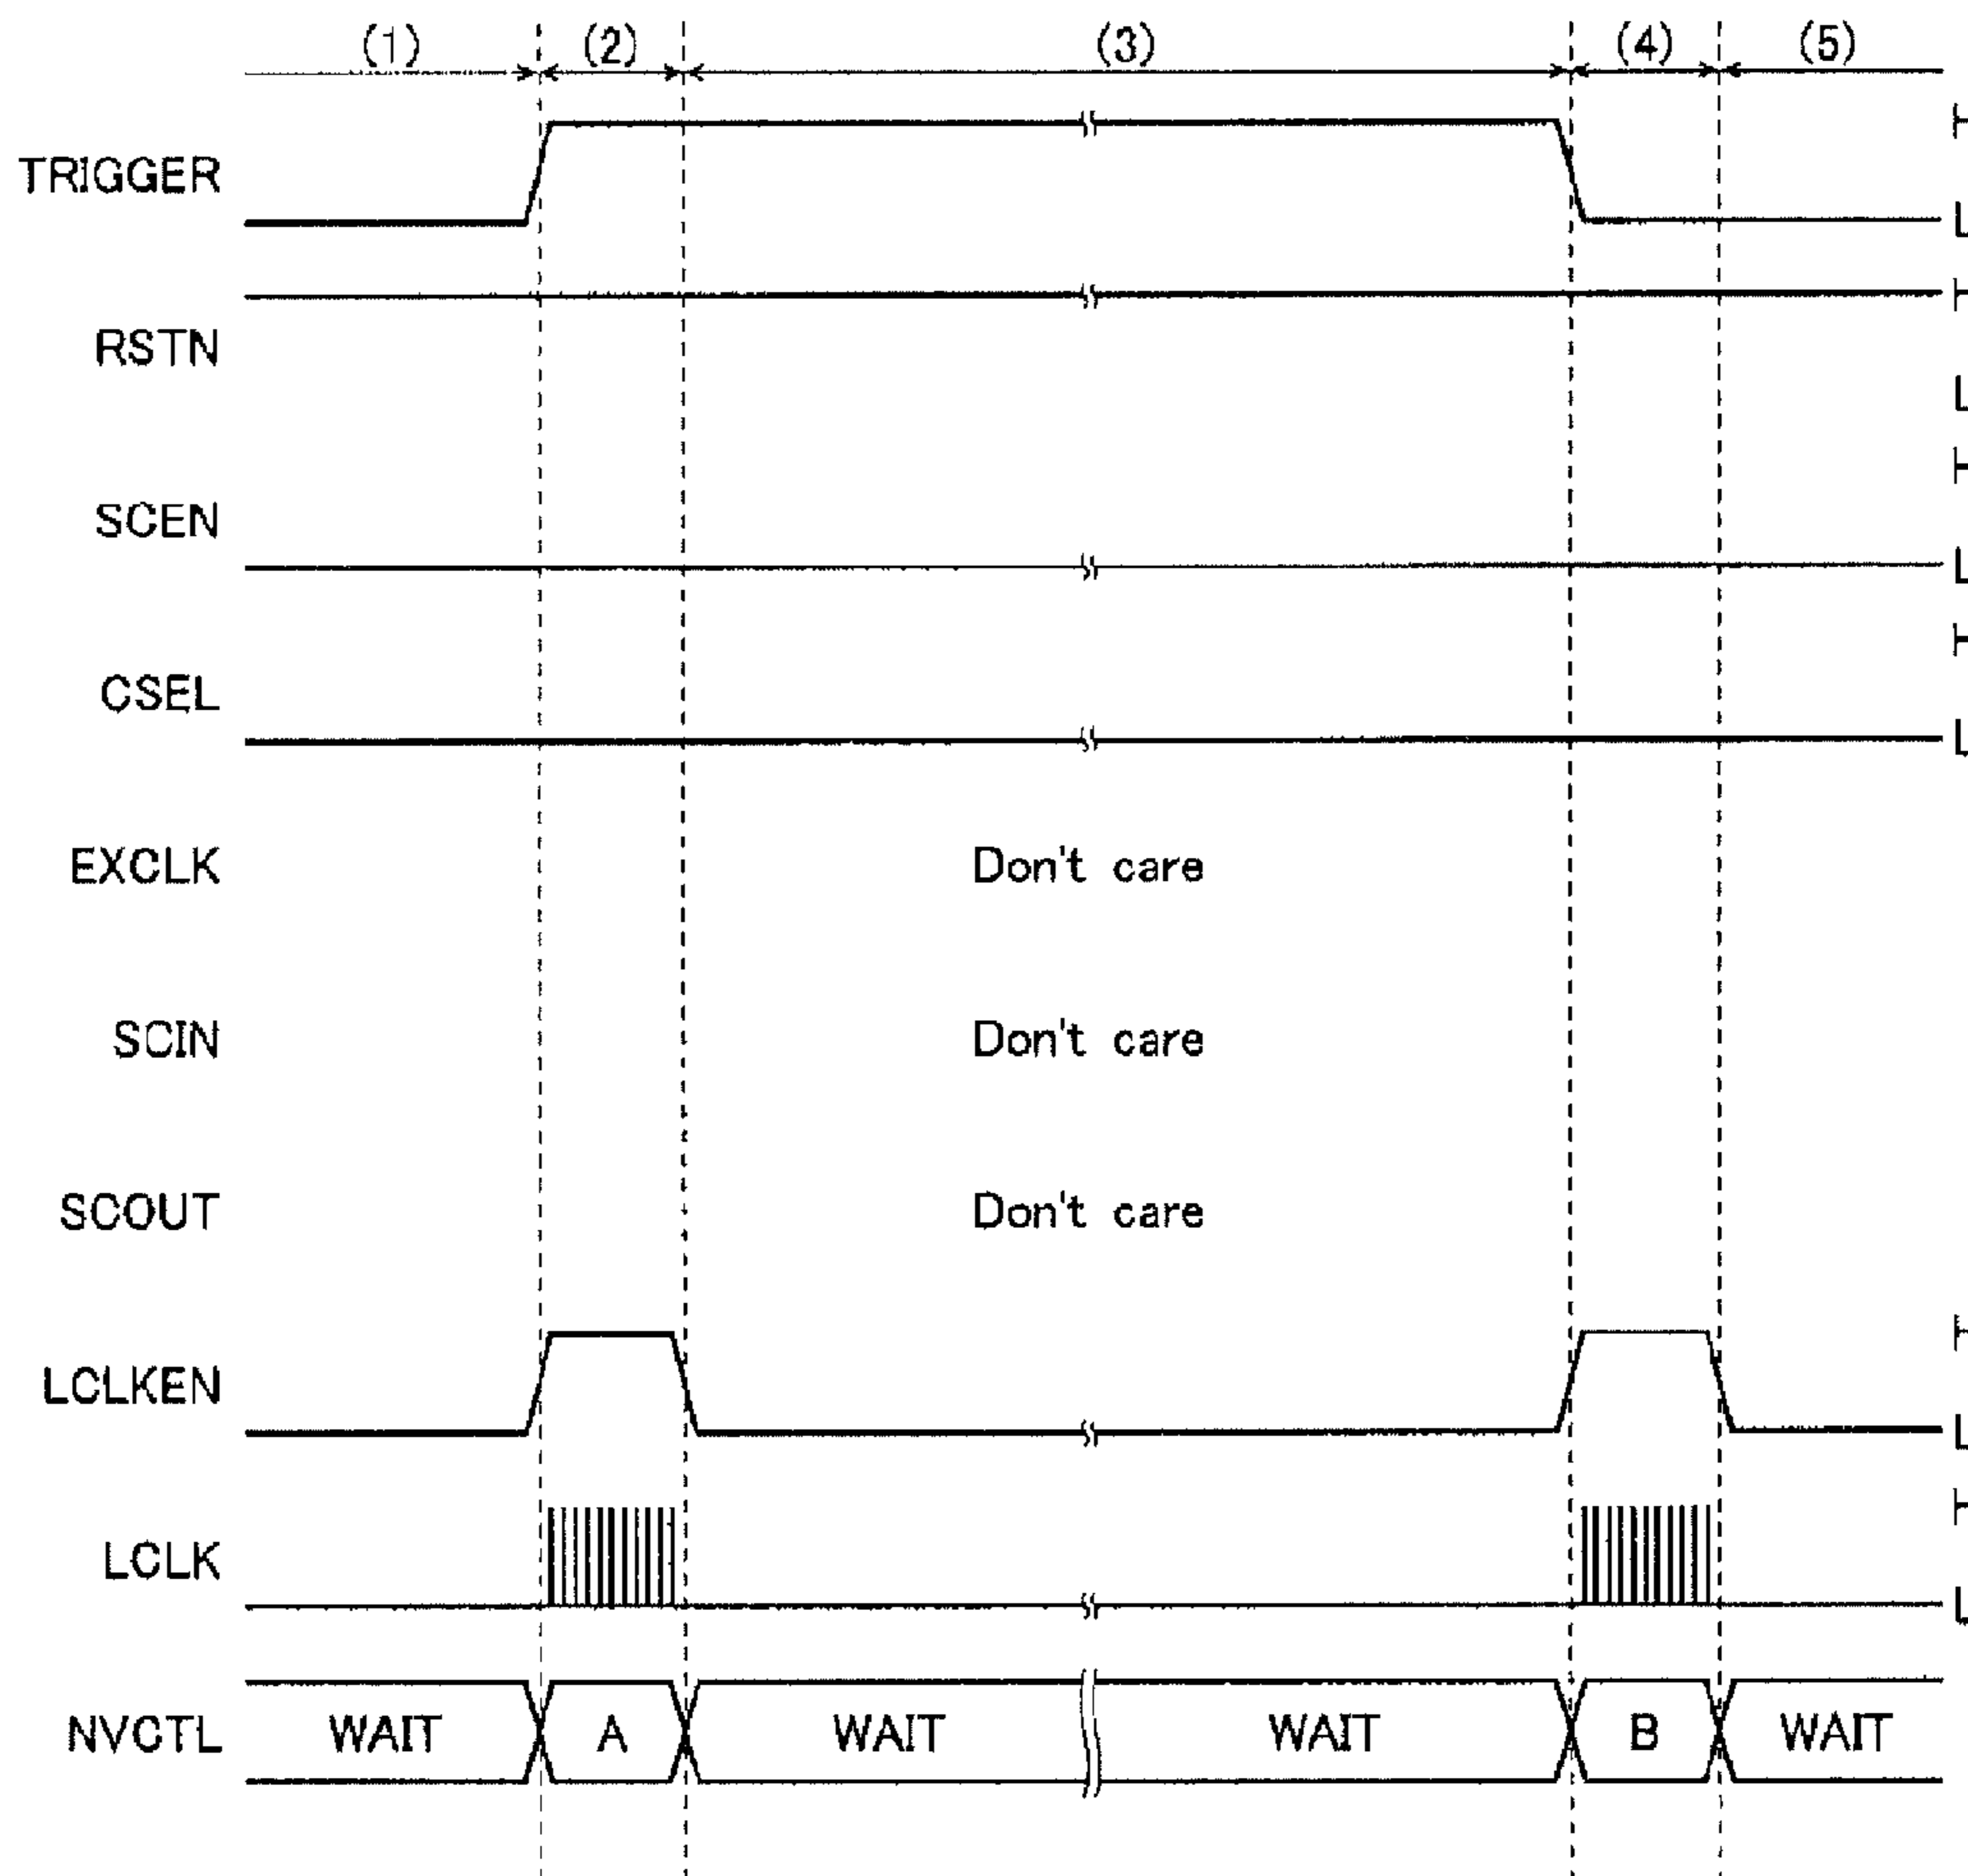 (1) (2) (3) (4) (5)
TRIGGER H
L
RSTN H
L
SCEN H
L
CSEL H
L
EXCLK Don't care
SCIN Don't care
SCOUT Don't care
LCLKEN H
L
LCLK H
L
NVCTL WAIT A WAIT WAIT B WAIT